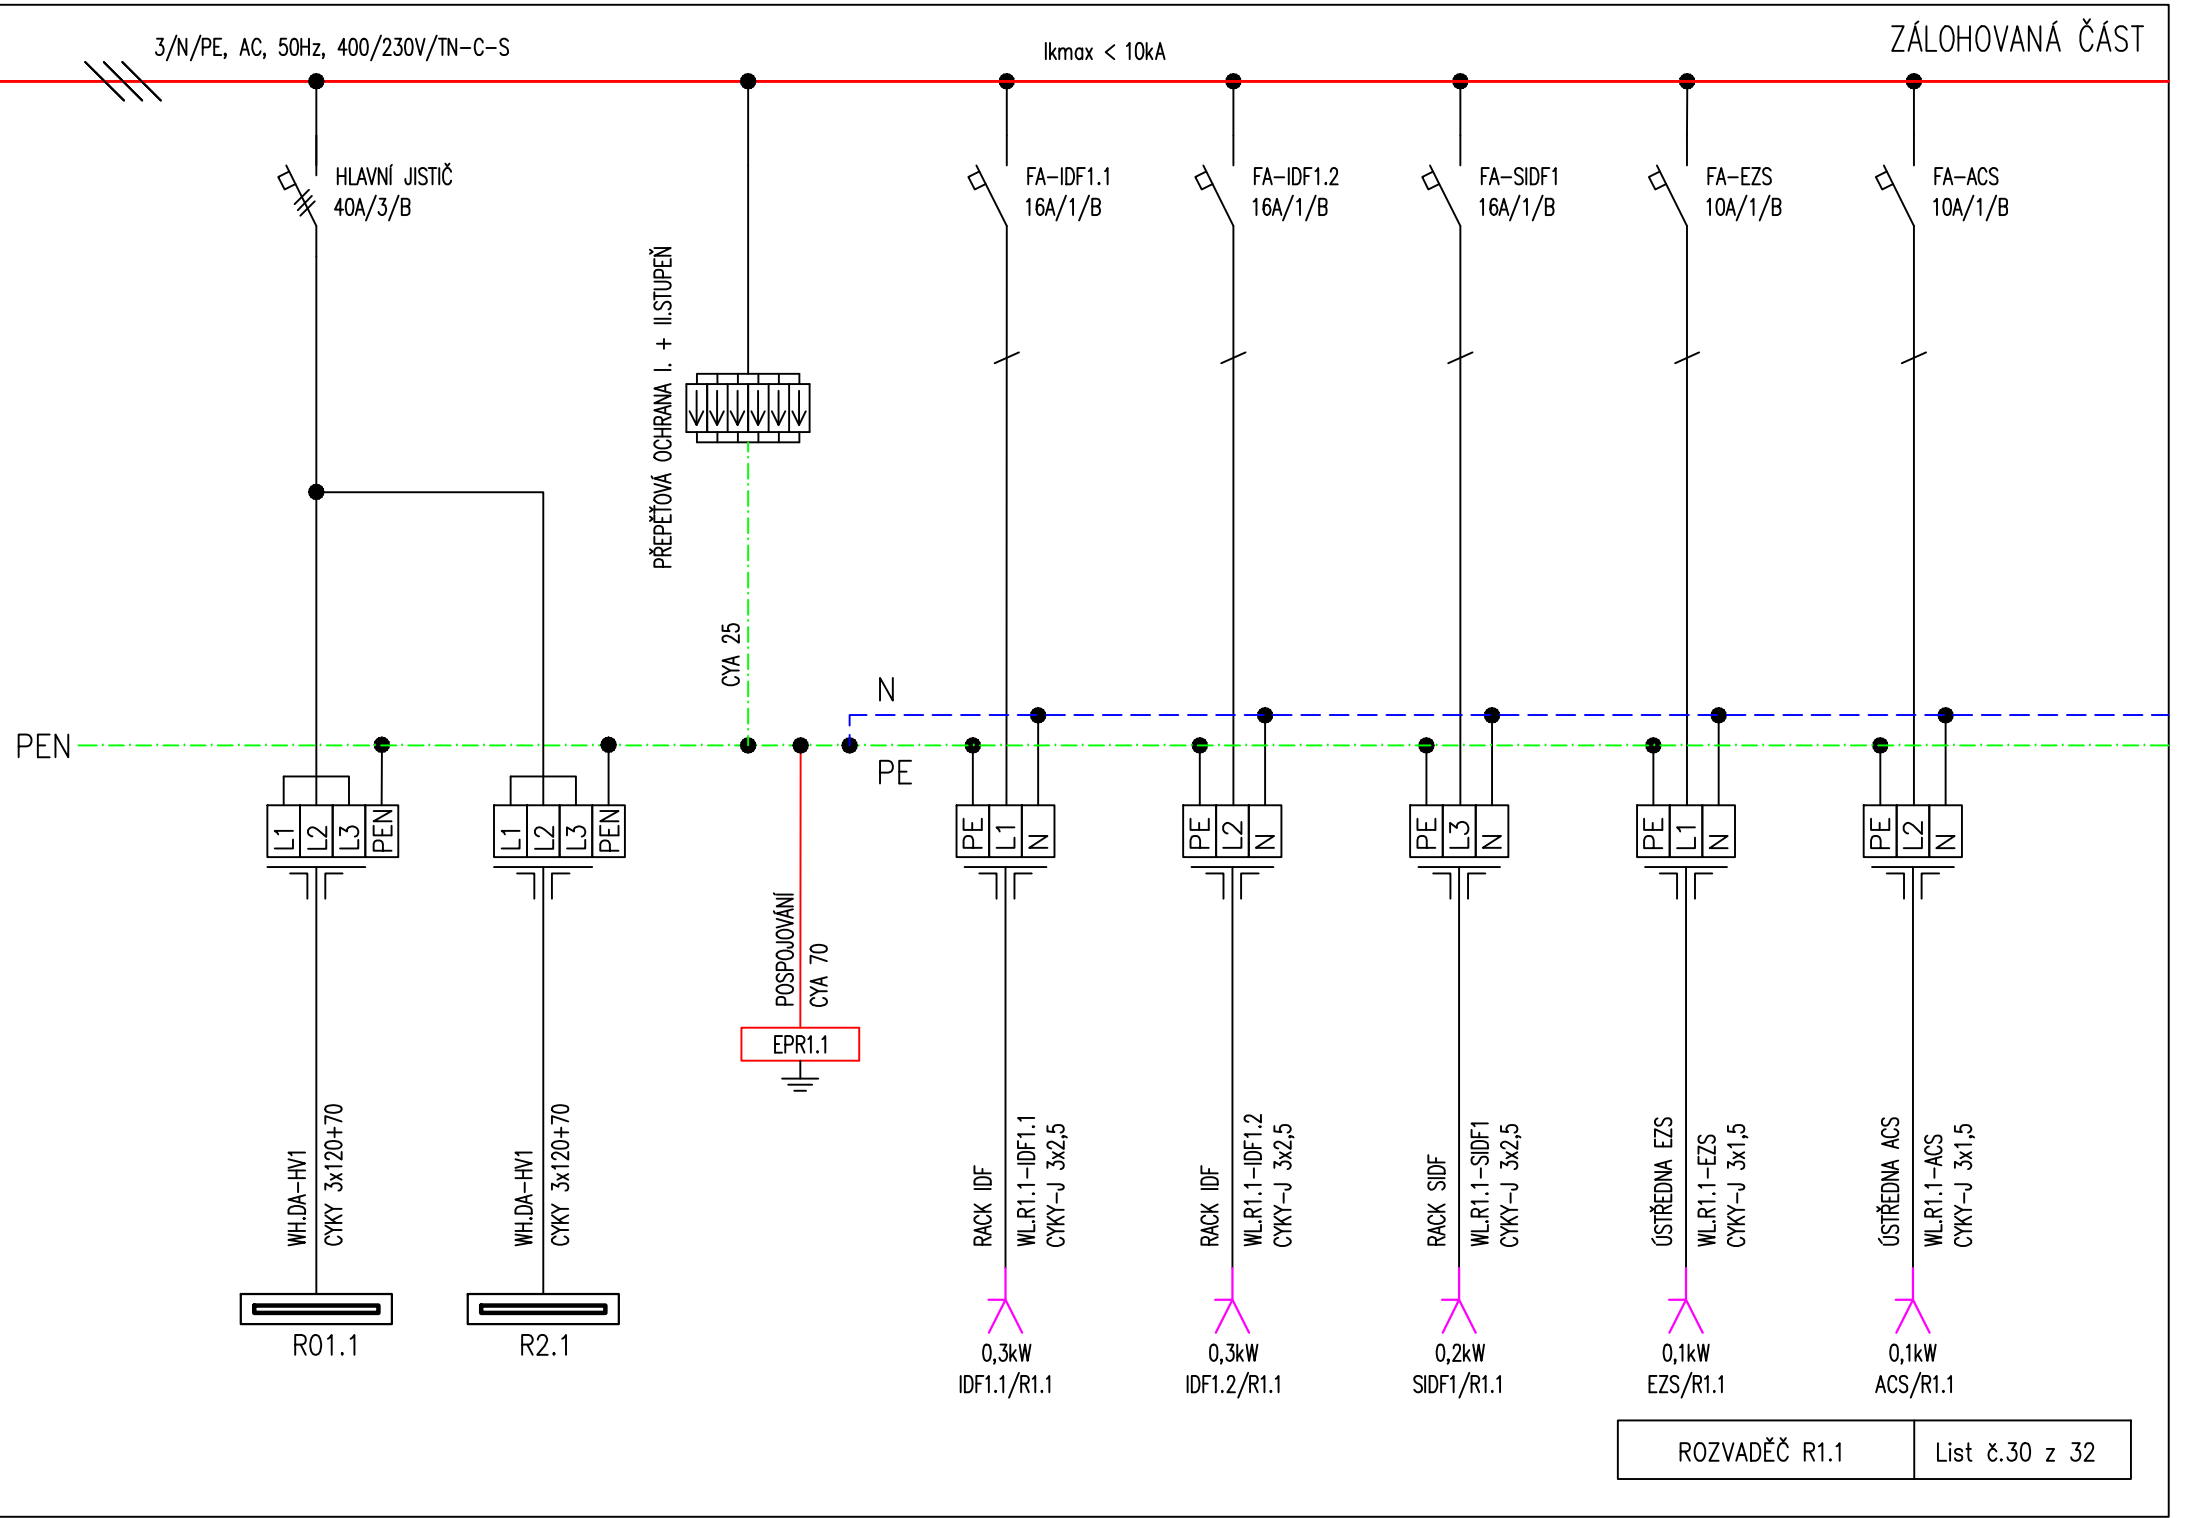 ZÁLOHOVANÁ ČÁST
3/N/PE, AC, 50Hz, 400/230V/TN-C-S
Ikmax < 10kA
HLAVNÍ JISTIČ
40A/3/B
FA-IDF1.1
16A/1/B
FA-IDF1.2
16A/1/B
FA-SIDF1
16A/1/B
FA-EZS
10A/1/B
FA-ACS
10A/1/B
PŘEPĚŤOVÁ OCHRANA I. + II.STUPEŇ
CYA 25
N
PEN
PE
L1 L2 L3 PEN
L1 L2 L3 PEN
PE L1 N
PE L2 N
PE L3 N
PE L1 N
PE L2 N
POSPOJOVÁNÍ
CYA 70
EPR1.1
WH.DA-HV1
CYKY 3x120+70
WH.DA-HV1
CYKY 3x120+70
RACK IDF
WL.R1.1-IDF1.1
CYKY-J 3x2,5
RACK IDF
WL.R1.1-IDF1.2
CYKY-J 3x2,5
RACK SIDF
WL.R1.1-SIDF1
CYKY-J 3x2,5
ÚSTŘEDNA EZS
WL.R1.1-EZS
CYKY-J 3x1,5
ÚSTŘEDNA ACS
WL.R1.1-ACS
CYKY-J 3x1,5
R01.1
R2.1
0,3kW
IDF1.1/R1.1
0,3kW
IDF1.2/R1.1
0,2kW
SIDF1/R1.1
0,1kW
EZS/R1.1
0,1kW
ACS/R1.1
ROZVADĚČ R1.1
List č.30 z 32